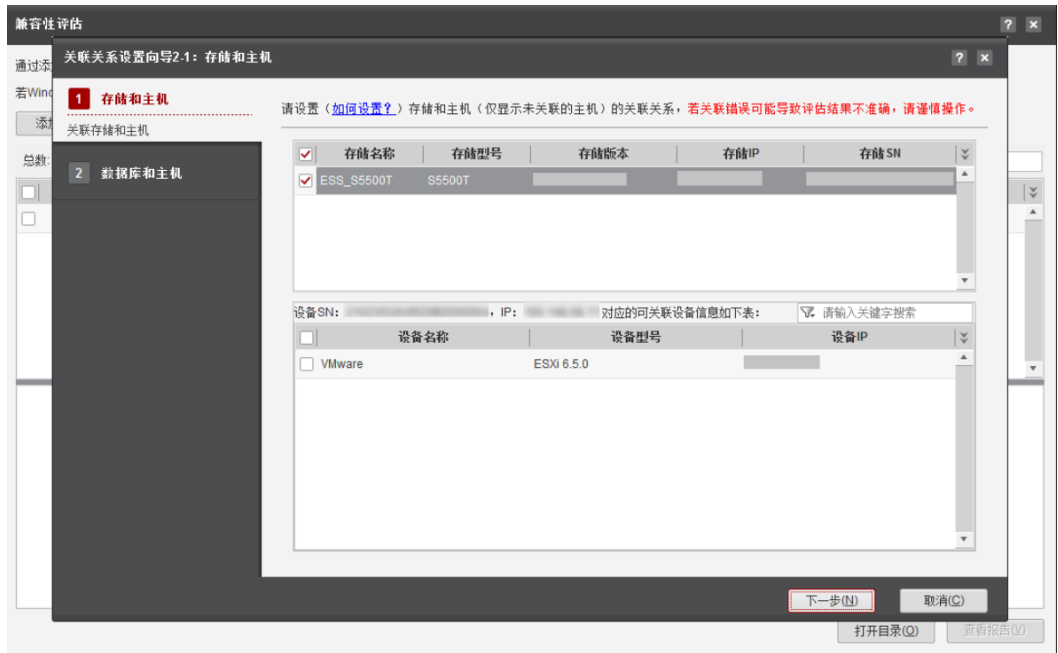 兼容性评估
关联关系设置向导2-1：存储和主机
通过添
若Wind
添加
总数:
1 存储和主机
关联存储和主机
2 数据库和主机
请设置（如何设置？）存储和主机（仅显示未关联的主机）的关联关系，若关联错误可能导致评估结果不准确，请谨慎操作。
存储名称 存储型号 存储版本 存储IP 存储SN
ESS_S5500T S5500T
设备SN: ，IP: 对应的可关联设备信息如下表： 请输入关键字搜索
设备名称 设备型号 设备IP
VMware ESXi 6.5.0
下一步(N) 取消(C)
打开目录(O) 查看报告(V)